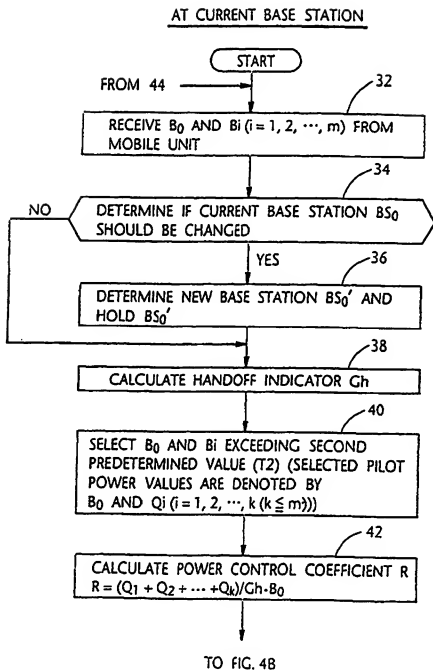 AT CURRENT BASE STATION
START
FROM 44
32
RECEIVE B₀ AND Bi (i = 1, 2, ···, m) FROM
MOBILE UNIT
34
NO
DETERMINE IF CURRENT BASE STATION BS₀
SHOULD BE CHANGED
YES
36
DETERMINE NEW BASE STATION BS₀' AND
HOLD BS₀'
38
CALCULATE HANDOFF INDICATOR Gh
40
SELECT B₀ AND Bi EXCEEDING SECOND
PREDETERMINED VALUE (T2) (SELECTED PILOT
POWER VALUES ARE DENOTED BY
B₀ AND Qi (i = 1, 2, ···, k (k ≦ m)))
42
CALCULATE POWER CONTROL COEFFICIENT R
R = (Q₁ + Q₂ + ··· +Qₖ)/Gh·B₀
TO FIG. 4B